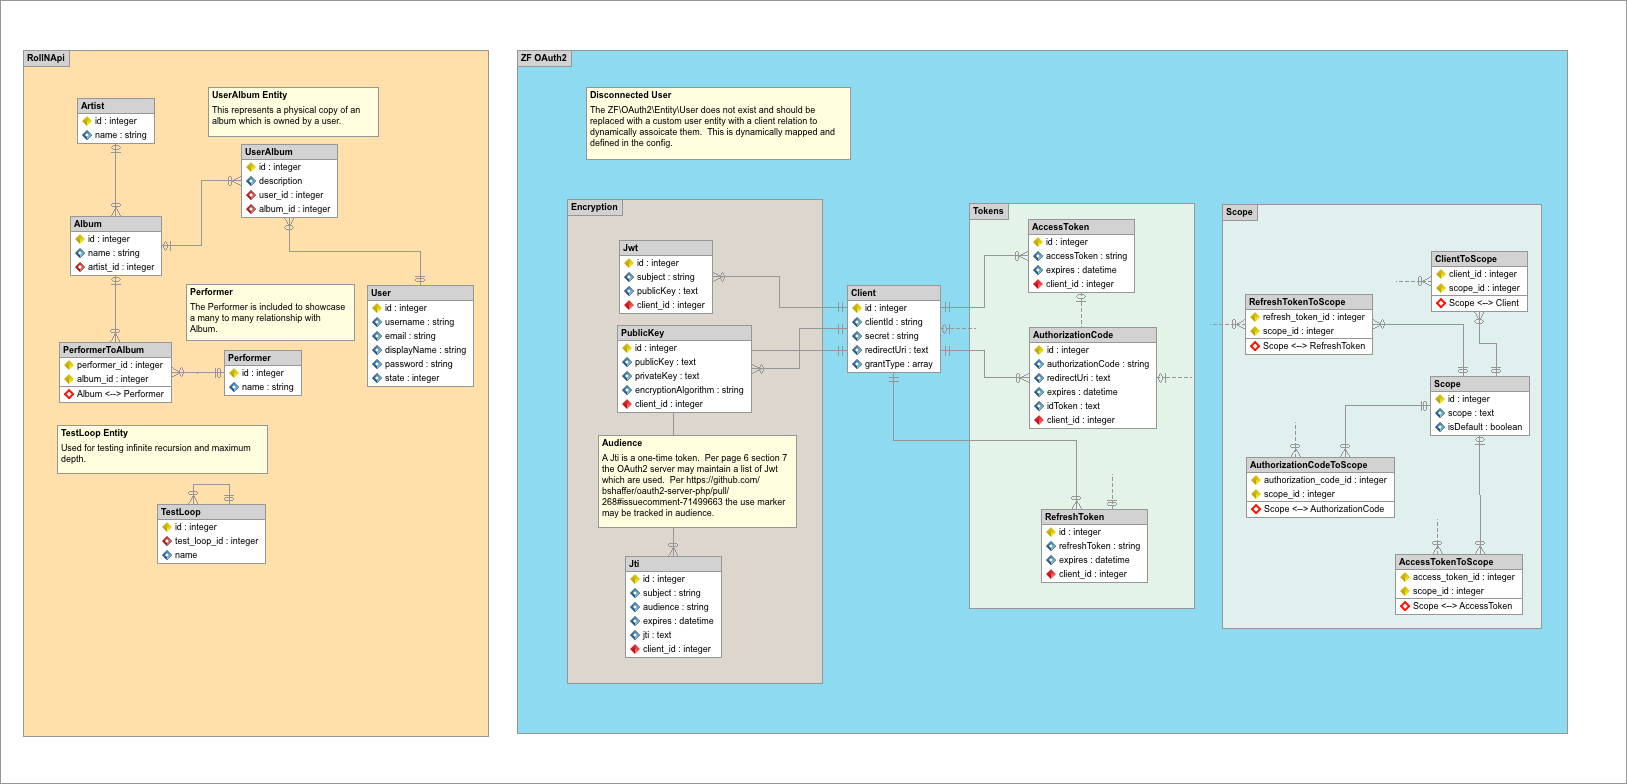 RollNApi
Artist
id : integer
name : string
UserAlbum Entity
This represents a physical copy of an
album which is owned by a user.
UserAlbum
id : integer
description
user_id : integer
album_id : integer
Album
id : integer
name : string
artist_id : integer
Performer
The Performer is included to showcase
a many to many relationship with
Album.
User
id : integer
username : string
email : string
displayName : string
password : string
state : integer
PerformerToAlbum
performer_id : integer
album_id : integer
Album <--> Performer
Performer
id : integer
name : string
TestLoop Entity
Used for testing infinite recursion and maximum
depth.
TestLoop
id : integer
test_loop_id : integer
name
ZF OAuth2
Disconnected User
The ZF\OAuth2\Entity\User does not exist and should be
replaced with a custom user entity with a client relation to
dynamically assoicate them.  This is dynamically mapped and
defined in the config.
Encryption
Jwt
id : integer
subject : string
publicKey : text
client_id : integer
PublicKey
id : integer
publicKey : text
privateKey : text
encryptionAlgorithm : string
client_id : integer
Audience
A Jti is a one-time token.  Per page 6 section 7
the OAuth2 server may maintain a list of Jwt
which are used.  Per https://github.com/
bshaffer/oauth2-server-php/pull/
268#issuecomment-71499663 the use marker
may be tracked in audience.
Jti
id : integer
subject : string
audience : string
expires : datetime
jti : text
client_id : integer
Client
id : integer
clientId : string
secret : string
redirectUri : text
grantType : array
Tokens
AccessToken
id : integer
accessToken : string
expires : datetime
client_id : integer
AuthorizationCode
id : integer
authorizationCode : string
redirectUri : text
expires : datetime
idToken : text
client_id : integer
RefreshToken
id : integer
refreshToken : string
expires : datetime
client_id : integer
Scope
ClientToScope
client_id : integer
scope_id : integer
Scope <--> Client
RefreshTokenToScope
refresh_token_id : integer
scope_id : integer
Scope <--> RefreshToken
Scope
id : integer
scope : text
isDefault : boolean
AuthorizationCodeToScope
authorization_code_id : integer
scope_id : integer
Scope <--> AuthorizationCode
AccessTokenToScope
access_token_id : integer
scope_id : integer
Scope <--> AccessToken